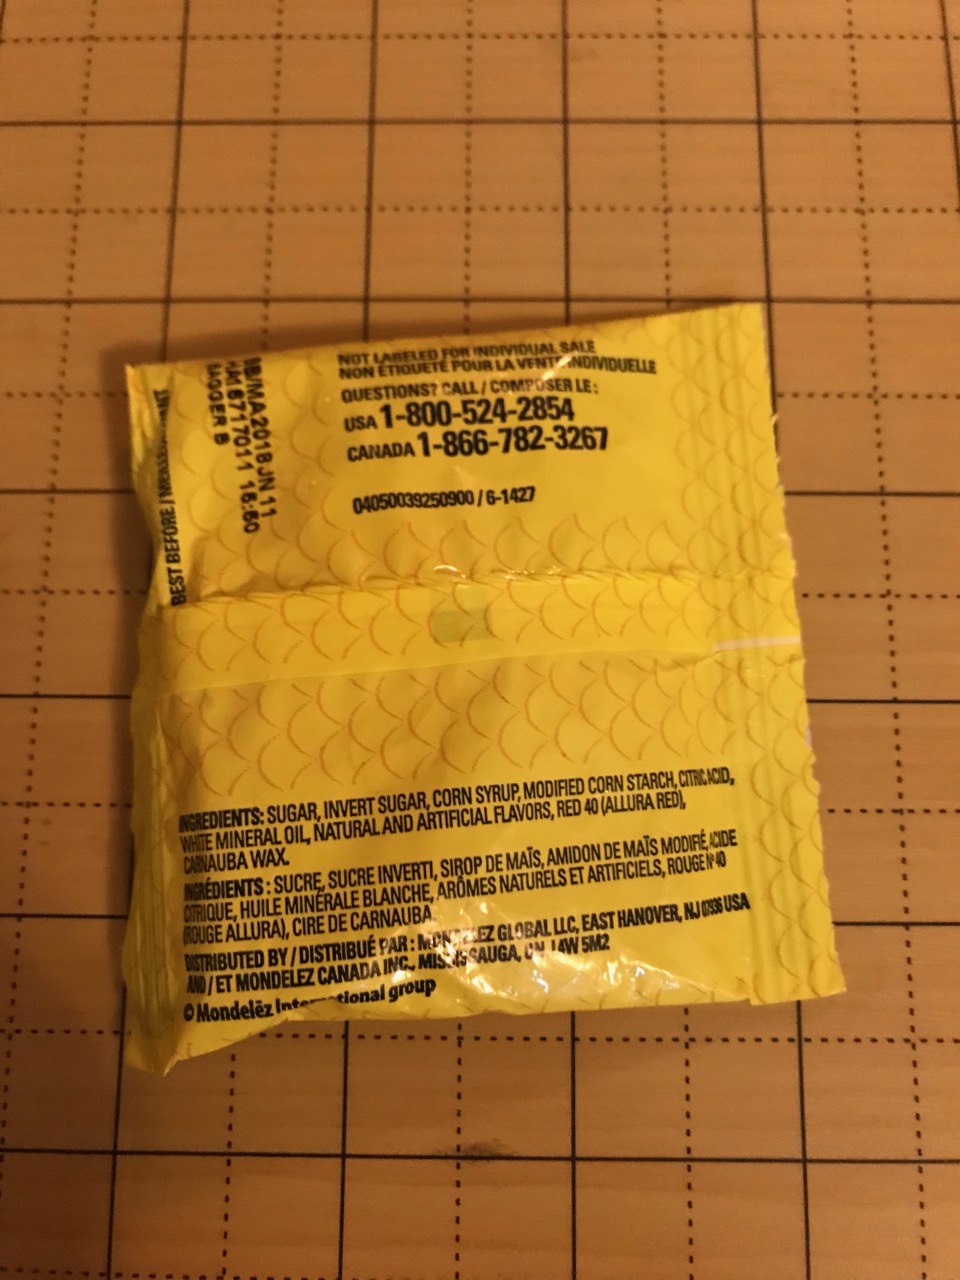 NOT LABELED FOR INDIVIDUAL SALE
NON ÉTIQUETÉ POUR LA VENTE INDIVIDUELLE
QUESTIONS? CALL / COMPOSER LE :
USA 1-800-524-2854
CANADA 1-866-782-3267
04050039250900 / 6-1427
BEST BEFORE /
BB/MA2018JN11
16:50
INGREDIENTS: SUGAR, INVERT SUGAR, CORN SYRUP, MODIFIED CORN STARCH, CITRIC ACID,
WHITE MINERAL OIL, NATURAL AND ARTIFICIAL FLAVORS, RED 40 (ALLURA RED),
CARNAUBA WAX.
INGRÉDIENTS : SUCRE, SUCRE INVERTI, SIROP DE MAÏS, AMIDON DE MAÏS MODIFIÉ, ACIDE
CITRIQUE, HUILE MINÉRALE BLANCHE, ARÔMES NATURELS ET ARTIFICIELS, ROUGE Nº 40
(ROUGE ALLURA), CIRE DE CARNAUBA.
DISTRIBUTED BY / DISTRIBUÉ PAR : MONDELEZ GLOBAL LLC, EAST HANOVER, NJ 07936 USA
AND / ET MONDELEZ CANADA INC., MISSISSAUGA, ON L4W 5M2
© Mondelēz International group